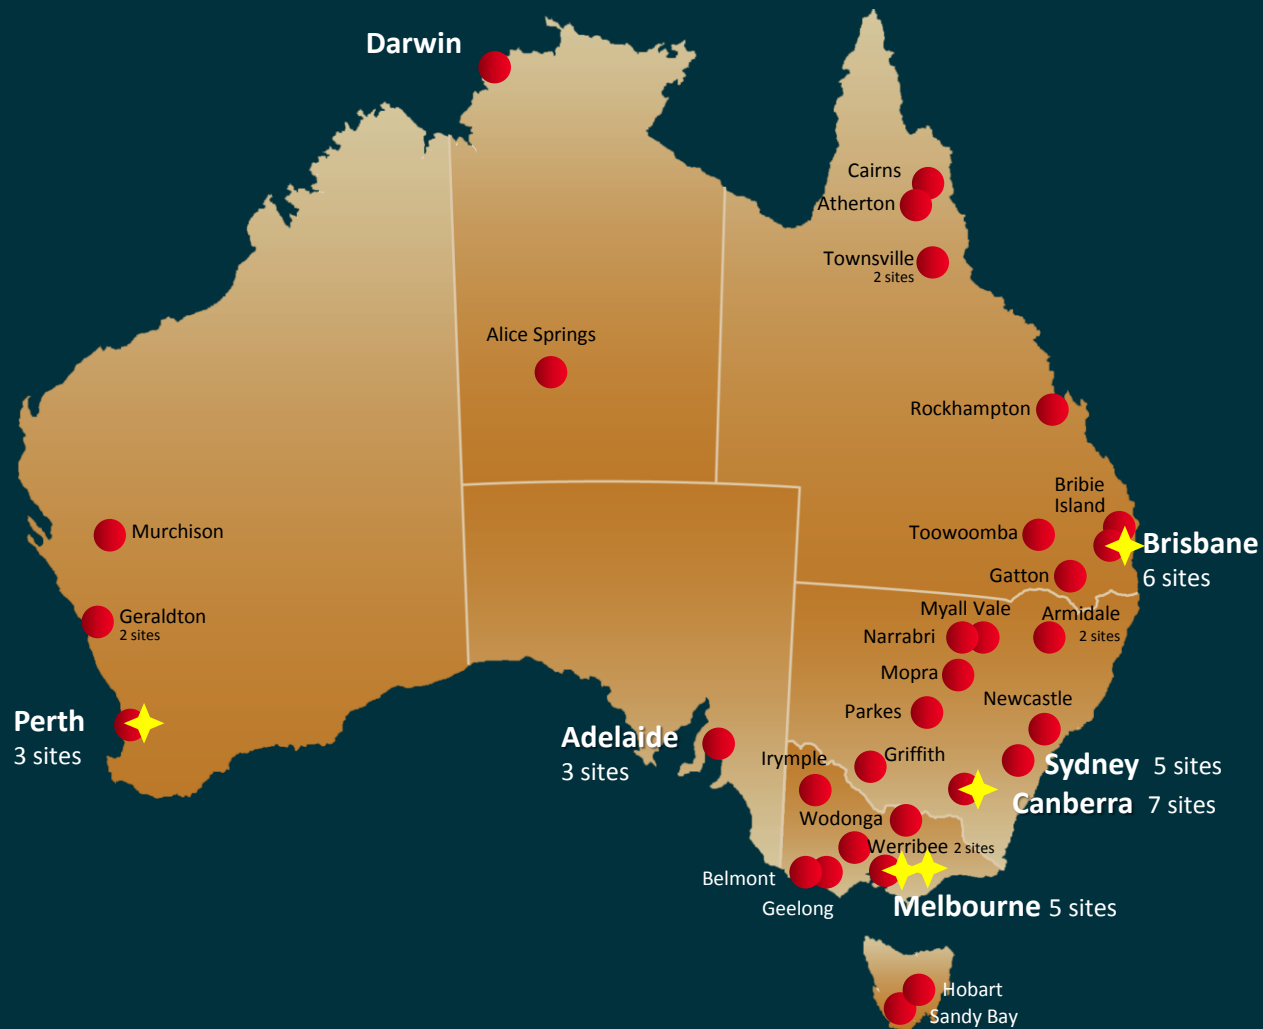 Darwin
Cairns
Atherton
Townsville
2 sites
Alice Springs
Rockhampton
Bribie
Island
Murchison
Toowoomba
Brisbane
6 sites
Gatton
Geraldton
2 sites
Myall Vale
Armidale
2 sites
Narrabri
Mopra
Newcastle
Parkes
Perth
3 sites
Adelaide
3 sites
Irymple
Griffith
Sydney 5 sites
Canberra 7 sites
Wodonga
Werribee 2 sites
Belmont
Geelong
Melbourne 5 sites
Hobart
Sandy Bay